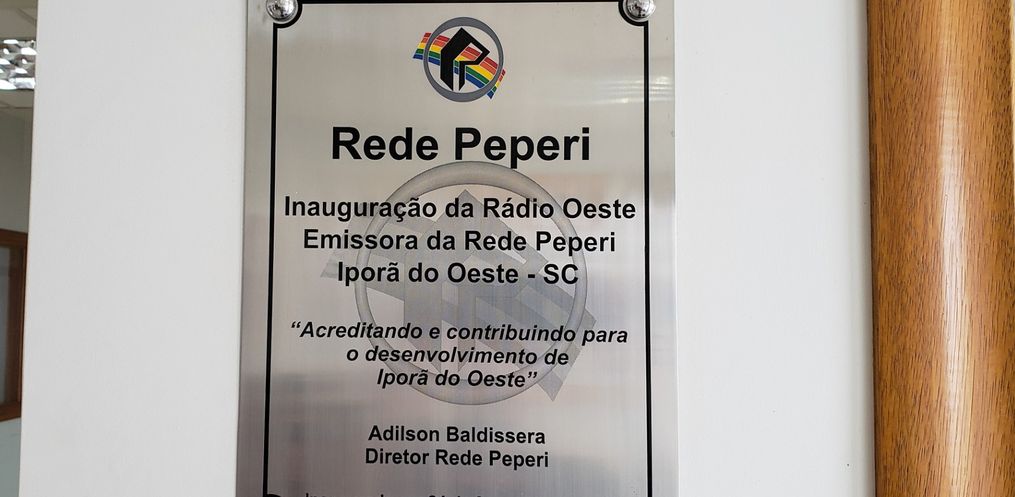 Rede Peperi
Inauguração da Rádio Oeste
Emissora da Rede Peperi
Iporã do Oeste - SC
“Acreditando e contribuindo para
o desenvolvimento de
Iporã do Oeste”
Adilson Baldissera
Diretor Rede Peperi